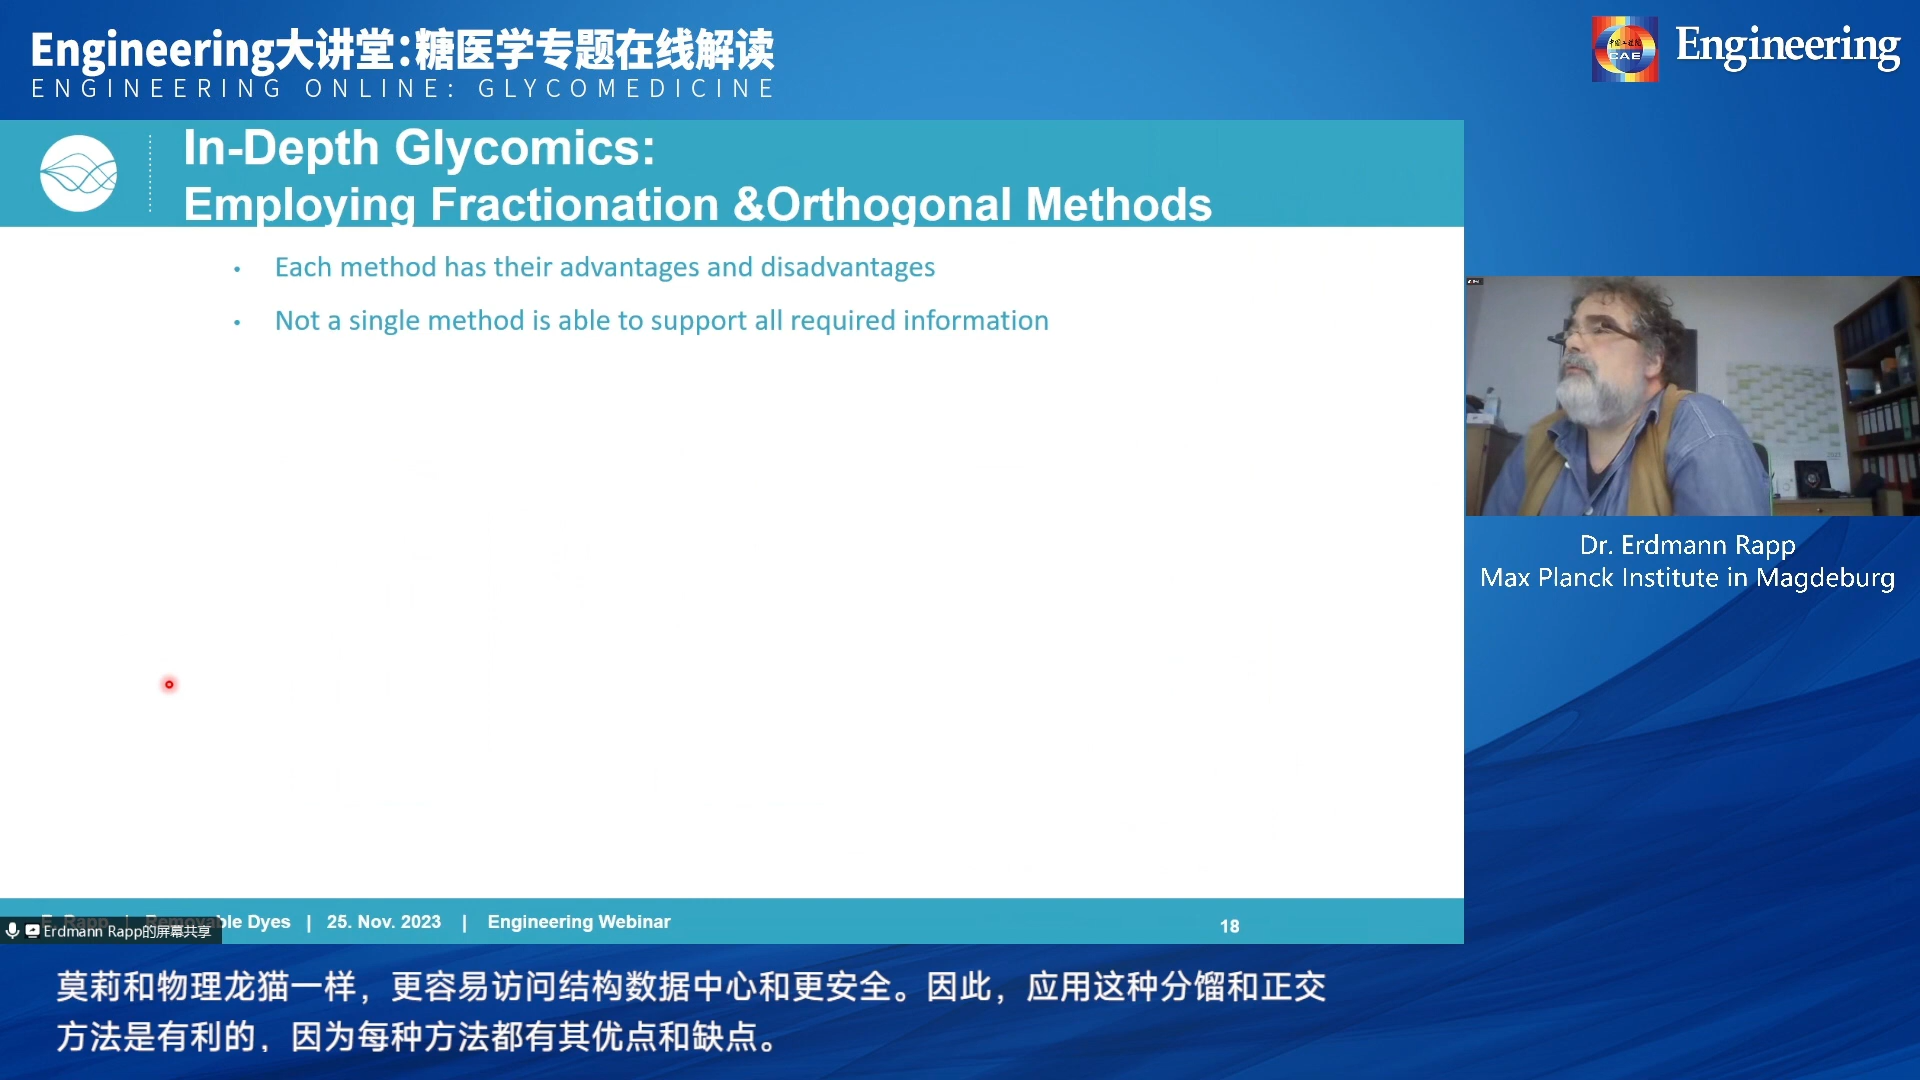 Engineering大讲堂:糖医学专题在线解读
ENGINEERING ONLINE: GLYCOMEDICINE
中国工程院
CAE
Engineering
In-Depth Glycomics:
Employing Fractionation &Orthogonal Methods
• Each method has their advantages and disadvantages
• Not a single method is able to support all required information
Dr. Erdmann Rapp
Max Planck Institute in Magdeburg
E. Rapp | Removable Dyes | 25. Nov. 2023 | Engineering Webinar
18
Erdmann Rapp的屏幕共享
莫莉和物理龙猫一样，更容易访问结构数据中心和更安全。因此，应用这种分馏和正交
方法是有利的，因为每种方法都有其优点和缺点。